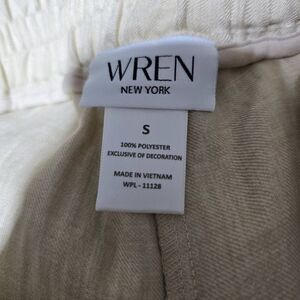 WREN
NEW YORK
S
100% POLYESTER
EXCLUSIVE OF DECORATION
MADE IN VIETNAM
WPL - 11128